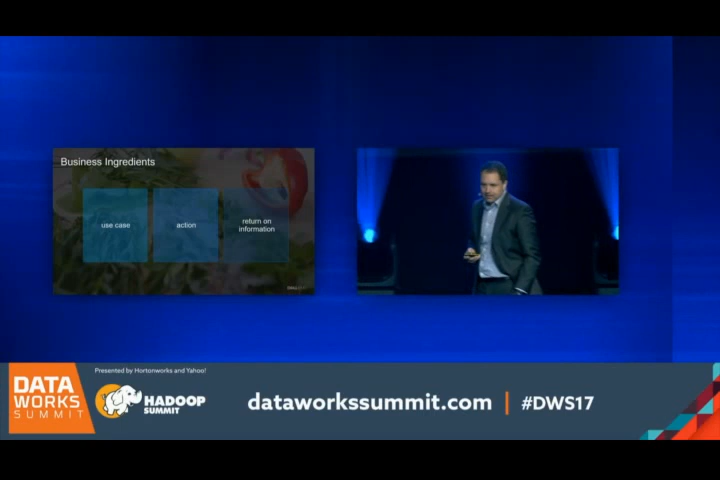 Business Ingredients
use case
action
return on
information
Presented by Hortonworks and Yahoo!
DATA
WORKS
SUMMIT
HADOOP
SUMMIT
dataworkssummit.com
#DWS17